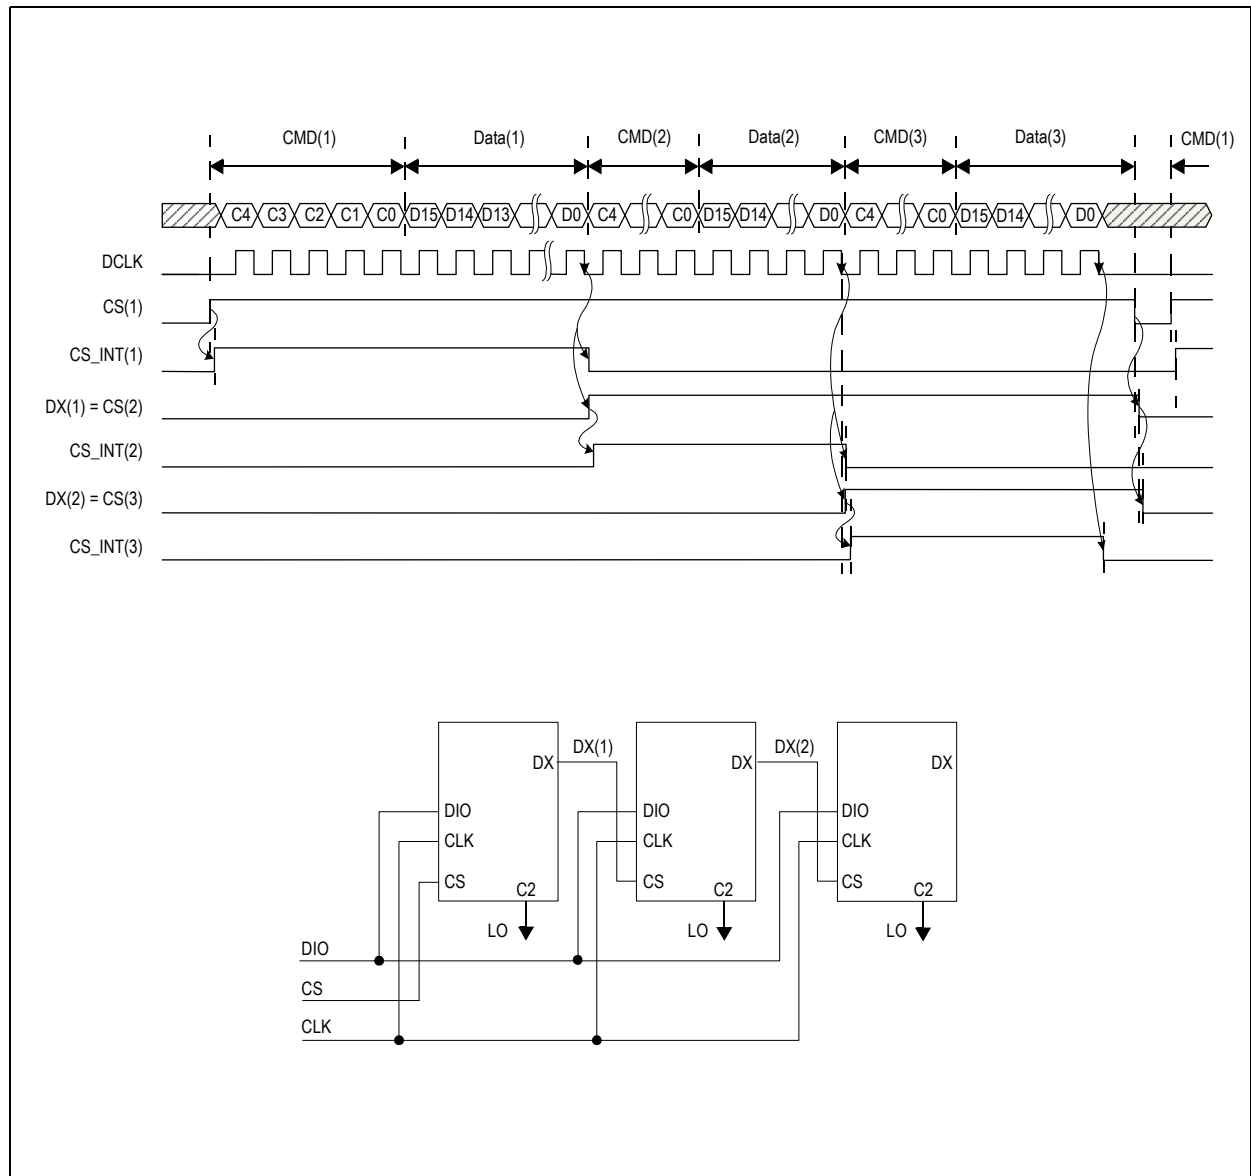 CMD(1) Data(1) CMD(2) Data(2) CMD(3) Data(3) CMD(1)
C4 C3 C2 C1 C0 D15 D14 D13 D0 C4 C0 D15 D14 D0 C4 C0 D15 D14 D0
DCLK
CS(1)
CS_INT(1)
DX(1) = CS(2)
CS_INT(2)
DX(2) = CS(3)
CS_INT(3)
DX DX(1) DX DX(2) DX
DIO DIO DIO
CLK CLK CLK
CS CS CS
C2 C2 C2
LO LO LO
DIO
CS
CLK